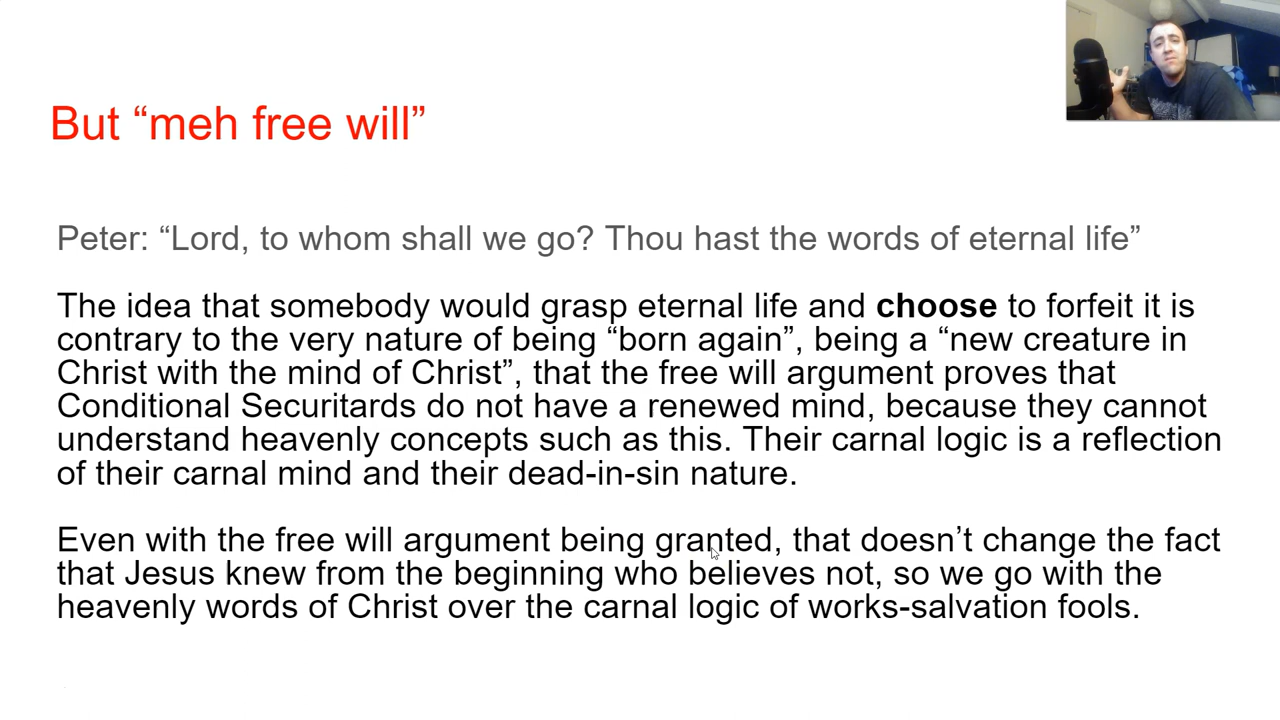 But “meh free will”
Peter: “Lord, to whom shall we go? Thou hast the words of eternal life”
The idea that somebody would grasp eternal life and choose to forfeit it is
contrary to the very nature of being “born again”, being a “new creature in
Christ with the mind of Christ”, that the free will argument proves that
Conditional Securitards do not have a renewed mind, because they cannot
understand heavenly concepts such as this. Their carnal logic is a reflection
of their carnal mind and their dead-in-sin nature.
Even with the free will argument being granted, that doesn’t change the fact
that Jesus knew from the beginning who believes not, so we go with the
heavenly words of Christ over the carnal logic of works-salvation fools.